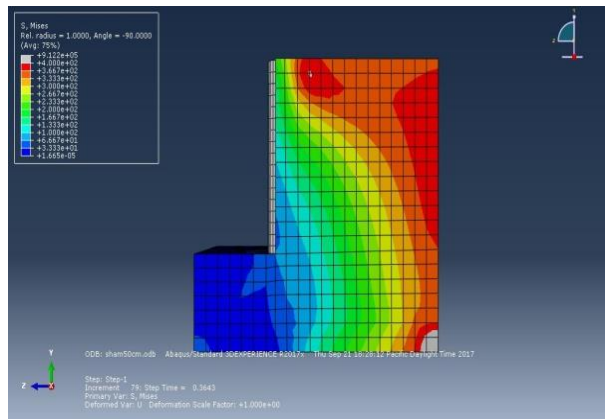 S, Mises
Rel. radius = 1.0000, Angle = -90.0000
(Avg: 75%)
+9.122e+05
+4.000e+02
+3.667e+02
+3.333e+02
+3.000e+02
+2.667e+02
+2.333e+02
+2.000e+02
+1.667e+02
+1.333e+02
+1.000e+02
+6.667e+01
+3.333e+01
+1.665e-05
Y
Z
X
ODB: sham50cm.odb Abaqus/Standard 3DEXPERIENCE R2017x Thu Sep 21 16:26:12 Pacific Daylight Time 2017
Step: Step-1
Increment 79: Step Time = 0.3643
Primary Var: S, Mises
Deformed Var: U Deformation Scale Factor: +1.000e+00